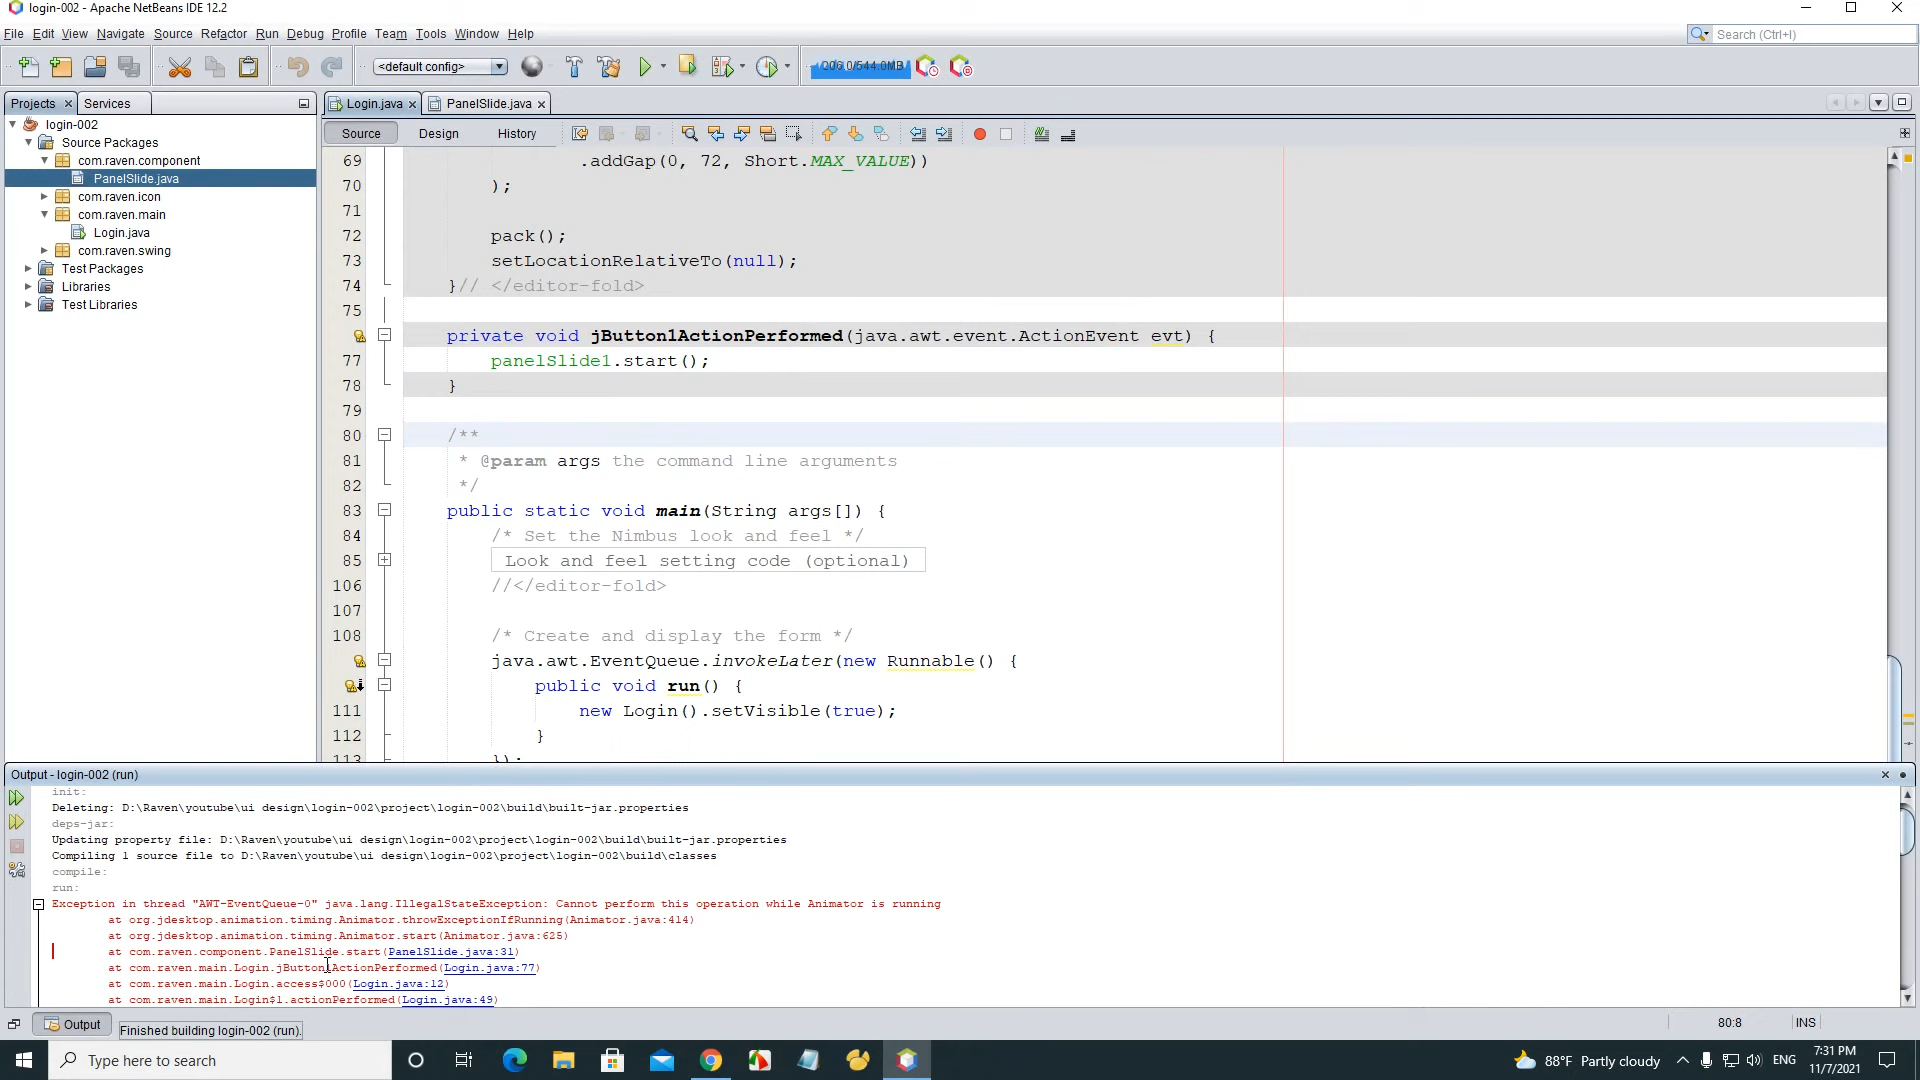 login-002 - Apache NetBeans IDE 12.2
File Edit View Navigate Source Refactor Run Debug Profile Team Tools Window Help
Search (Ctrl+I)
<default config>
206.0/544.0MB
Projects Services
Login.java PanelSlide.java
Source Design History
login-002
Source Packages
com.raven.component
PanelSlide.java
com.raven.icon
com.raven.main
Login.java
com.raven.swing
Test Packages
Libraries
Test Libraries
69 .addGap(0, 72, Short.MAX_VALUE))
70 );
71
72 pack();
73 setLocationRelativeTo(null);
74 }// </editor-fold>
75
private void jButton1ActionPerformed(java.awt.event.ActionEvent evt) {
77 panelSlide1.start();
78 }
79
80 /**
81 * @param args the command line arguments
82 */
83 public static void main(String args[]) {
84 /* Set the Nimbus look and feel */
85 Look and feel setting code (optional)
106 //</editor-fold>
107
108 /* Create and display the form */
java.awt.EventQueue.invokeLater(new Runnable() {
public void run() {
111 new Login().setVisible(true);
112 }
113 });
Output - login-002 (run)
init:
Deleting: D:\Raven\youtube\ui design\login-002\project\login-002\build\built-jar.properties
deps-jar:
Updating property file: D:\Raven\youtube\ui design\login-002\project\login-002\build\built-jar.properties
Compiling 1 source file to D:\Raven\youtube\ui design\login-002\project\login-002\build\classes
compile:
run:
Exception in thread "AWT-EventQueue-0" java.lang.IllegalStateException: Cannot perform this operation while Animator is running
at org.jdesktop.animation.timing.Animator.throwExceptionIfRunning(Animator.java:414)
at org.jdesktop.animation.timing.Animator.start(Animator.java:625)
at com.raven.component.PanelSlide.start(PanelSlide.java:31)
at com.raven.main.Login.jButton1ActionPerformed(Login.java:77)
at com.raven.main.Login.access$000(Login.java:12)
at com.raven.main.Login$1.actionPerformed(Login.java:49)
Output
Finished building login-002 (run).
80:8 INS
Type here to search
88°F Partly cloudy
ENG
7:31 PM
11/7/2021